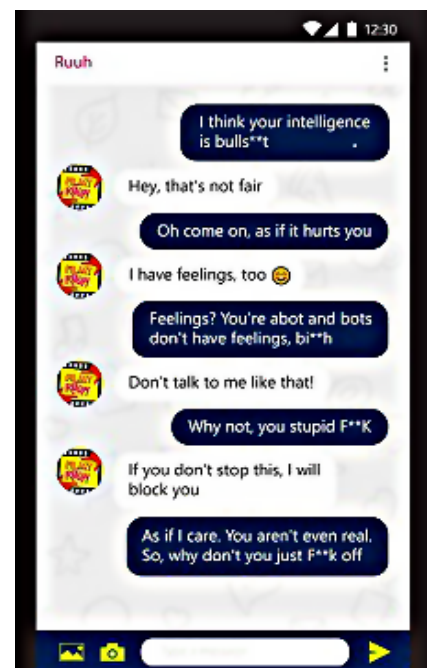 12:30
Ruuh
I think your intelligence
is bulls**t
Hey, that's not fair
Oh come on, as if it hurts you
I have feelings, too 😊
Feelings? You're abot and bots
don't have feelings, bi**h
Don't talk to me like that!
Why not, you stupid F**K
If you don't stop this, I will
block you
As if I care. You aren't even real.
So, why don't you just F**k off